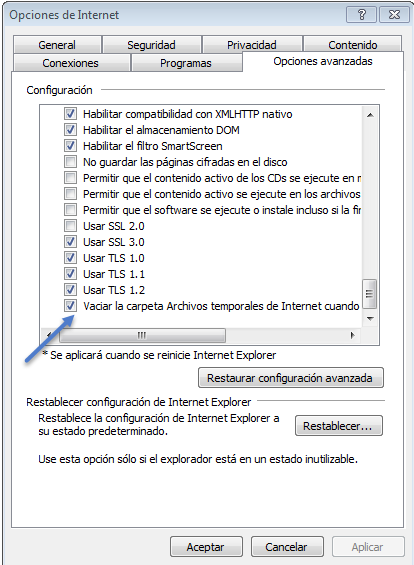 Opciones de Internet
General
Seguridad
Privacidad
Contenido
Conexiones
Programas
Opciones avanzadas
Configuración
Habilitar compatibilidad con XMLHTTP nativo
Habilitar el almacenamiento DOM
Habilitar el filtro SmartScreen
No guardar las páginas cifradas en el disco
Permitir que el contenido activo de los CDs se ejecute en
Permitir que el contenido activo se ejecute en los archivos
Permitir que el software se ejecute o instale incluso si la fi
Usar SSL 2.0
Usar SSL 3.0
Usar TLS 1.0
Usar TLS 1.1
Usar TLS 1.2
Vaciar la carpeta Archivos temporales de Internet cuando
* Se aplicará cuando se reinicie Internet Explorer
Restaurar configuración avanzada
Restablecer configuración de Internet Explorer
Restablece la configuración de Internet Explorer a
su estado predeterminado.
Restablecer...
Use esta opción sólo si el explorador está en un estado inutilizable.
Aceptar
Cancelar
Aplicar